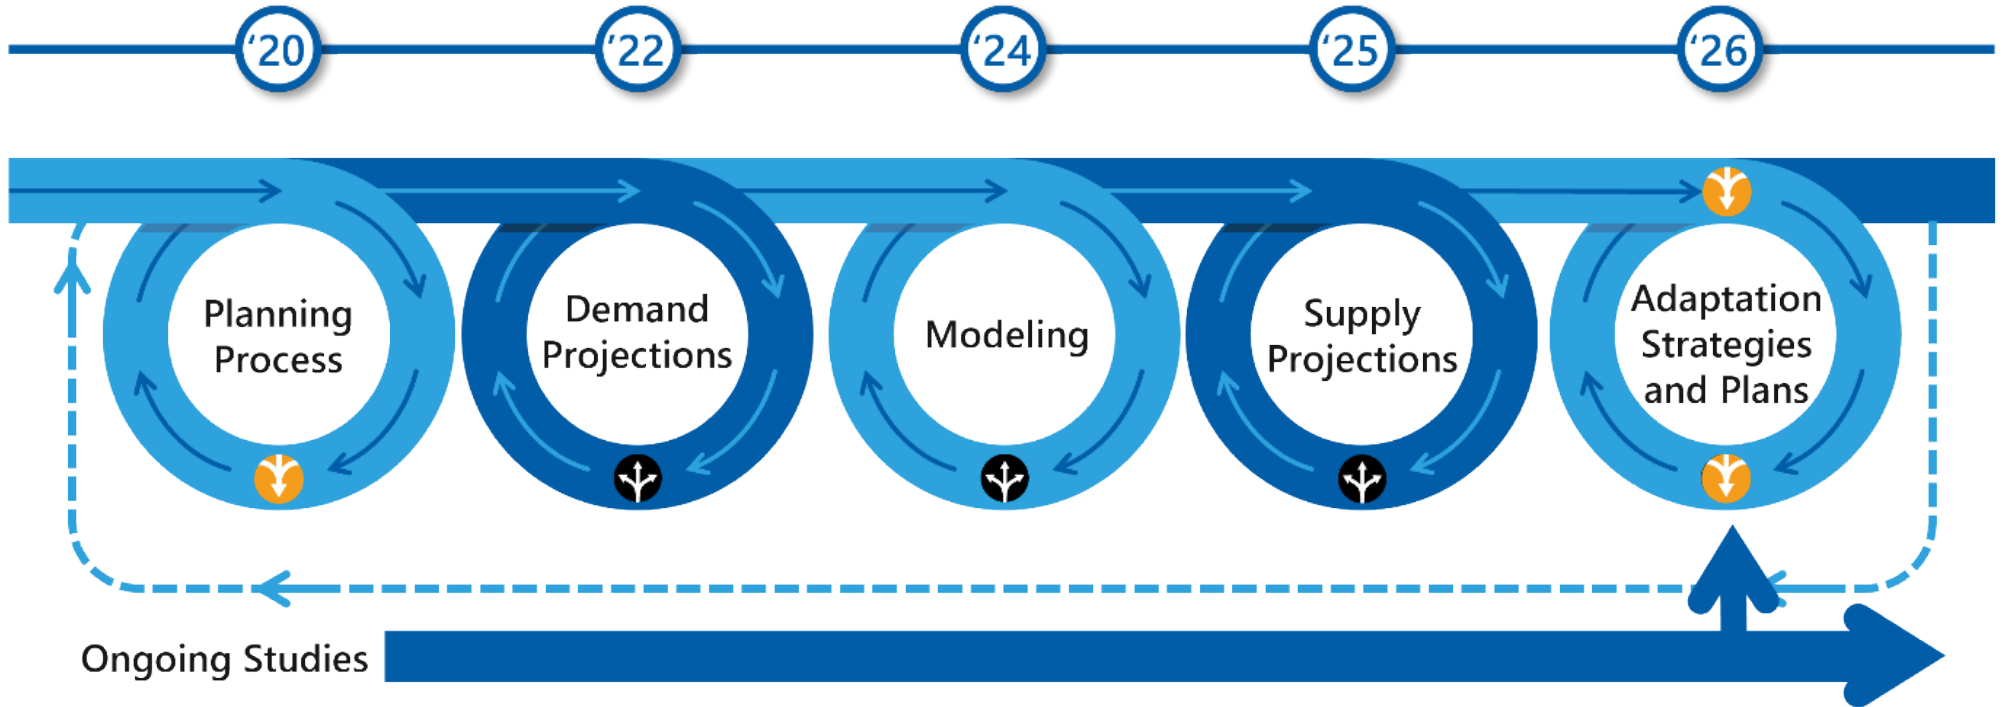 ‘20
‘22
‘24
‘25
‘26
Planning
Process
Demand
Projections
Modeling
Supply
Projections
Adaptation
Strategies
and Plans
Ongoing Studies